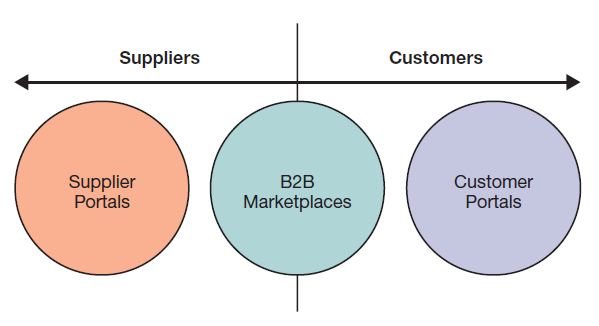 Suppliers
Customers
Supplier
Portals
B2B
Marketplaces
Customer
Portals